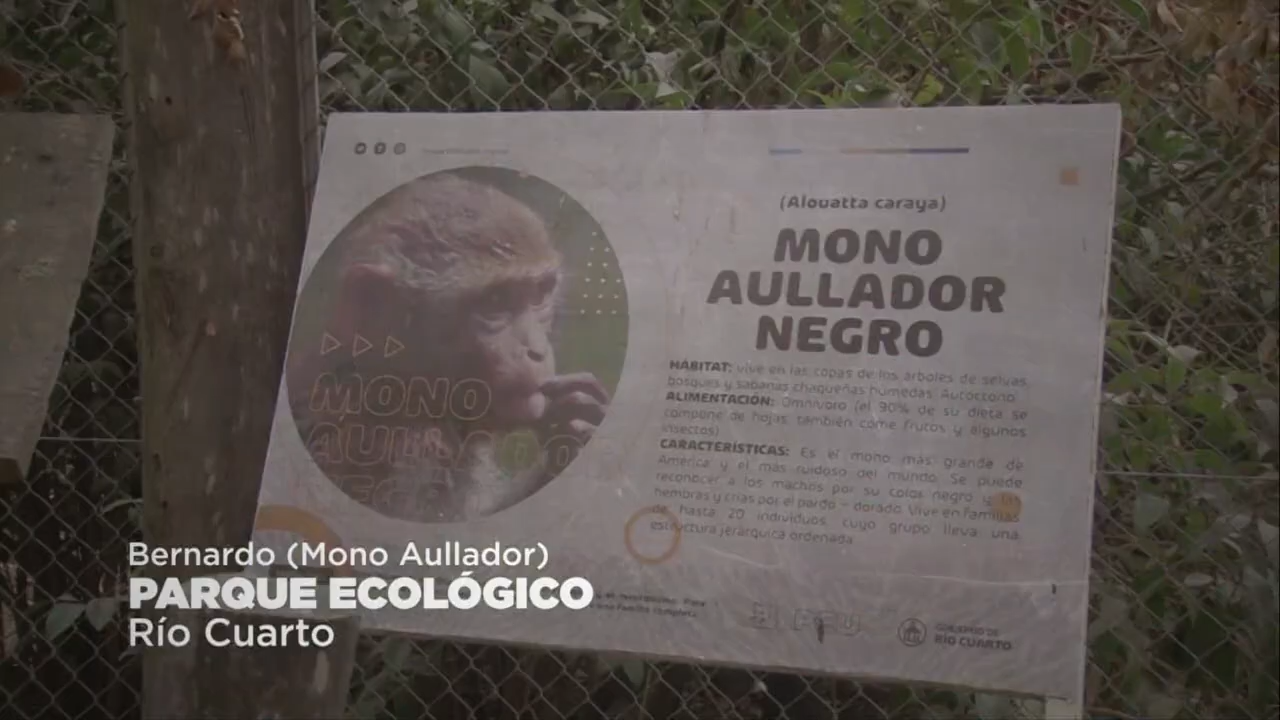 (Alouatta caraya)
MONO
AULLADOR
NEGRO
HÁBITAT: vive en las copas de los árboles de selvas,
bosques y sabanas chaqueñas húmedas. Autóctono.
ALIMENTACIÓN: Omnívoro (el 90% de su dieta se
compone de hojas, también come frutos y algunos
insectos).
CARACTERÍSTICAS: Es el mono más grande de
América y el más ruidoso del mundo. Se puede
reconocer a los machos por su color negro y las
hembras y crías por el pardo – dorado. Vive en familias
de hasta 20 individuos, cuyo grupo lleva una
estructura jerárquica ordenada.
MONO
AULLADOR
Bernardo (Mono Aullador)
PARQUE ECOLÓGICO
Río Cuarto
GOBIERNO DE
RÍO CUARTO